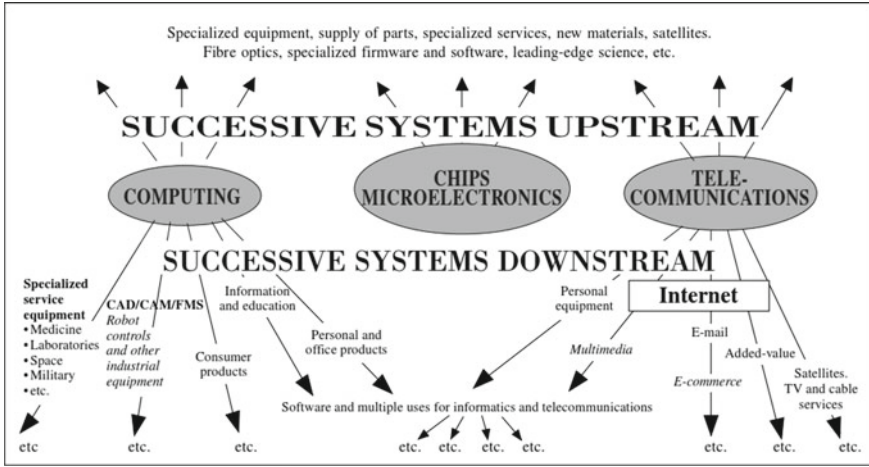 Specialized equipment, supply of parts, specialized services, new materials, satellites.
Fibre optics, specialized firmware and software, leading-edge science, etc.
SUCCESSIVE SYSTEMS UPSTREAM
COMPUTING
CHIPS
MICROELECTRONICS
TELE-
COMMUNICATIONS
SUCCESSIVE SYSTEMS DOWNSTREAM
Specialized
service
equipment
• Medicine
• Laboratories
• Space
• Military
• etc.
CAD/CAM/FMS
Robot
controls
and other
industrial
equipment
Consumer
products
Information
and education
Personal and
office products
Personal
equipment
Multimedia
Internet
E-mail
E-commerce
Added-value
Satellites.
TV and cable
services
Software and multiple uses for informatics and telecommunications
etc
etc.
etc.
etc.
etc.
etc.
etc.
etc.
etc.
etc.